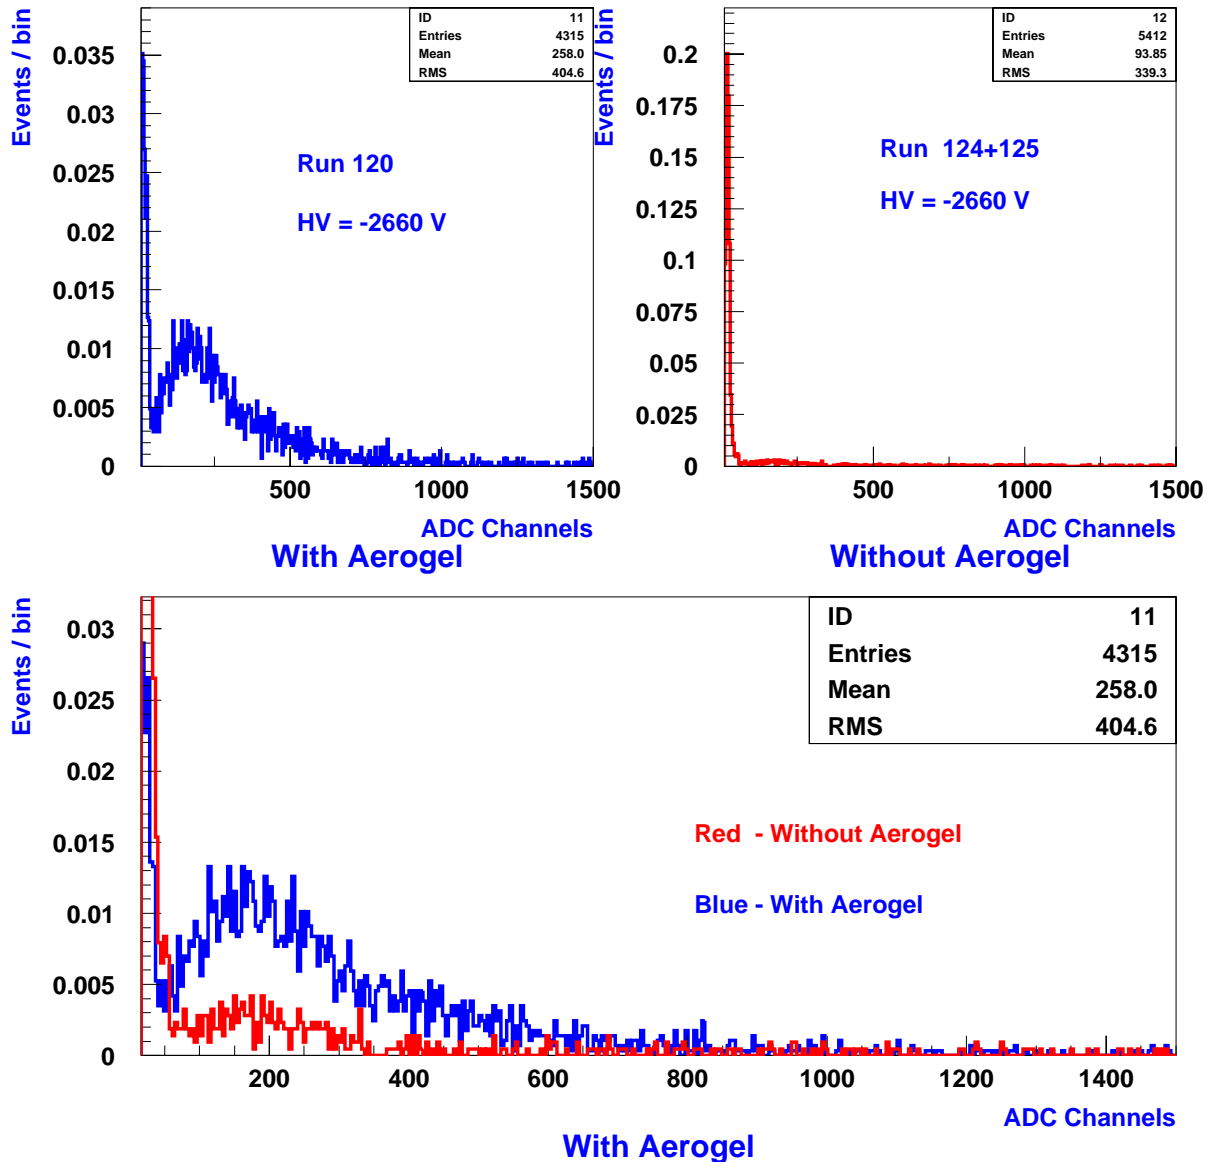 Events / bin
0.035
0.03
0.025
0.02
0.015
0.01
0.005
0
ID 11
Entries 4315
Mean 258.0
RMS 404.6
Run 120
HV = -2660 V
500 1000 1500
ADC Channels
With Aerogel
Events / bin
0.2
0.175
0.15
0.125
0.1
0.075
0.05
0.025
0
ID 12
Entries 5412
Mean 93.85
RMS 339.3
Run 124+125
HV = -2660 V
500 1000 1500
ADC Channels
Without Aerogel
Events / bin
0.03
0.025
0.02
0.015
0.01
0.005
0
ID 11
Entries 4315
Mean 258.0
RMS 404.6
Red - Without Aerogel
Blue - With Aerogel
200 400 600 800 1000 1200 1400
ADC Channels
With Aerogel